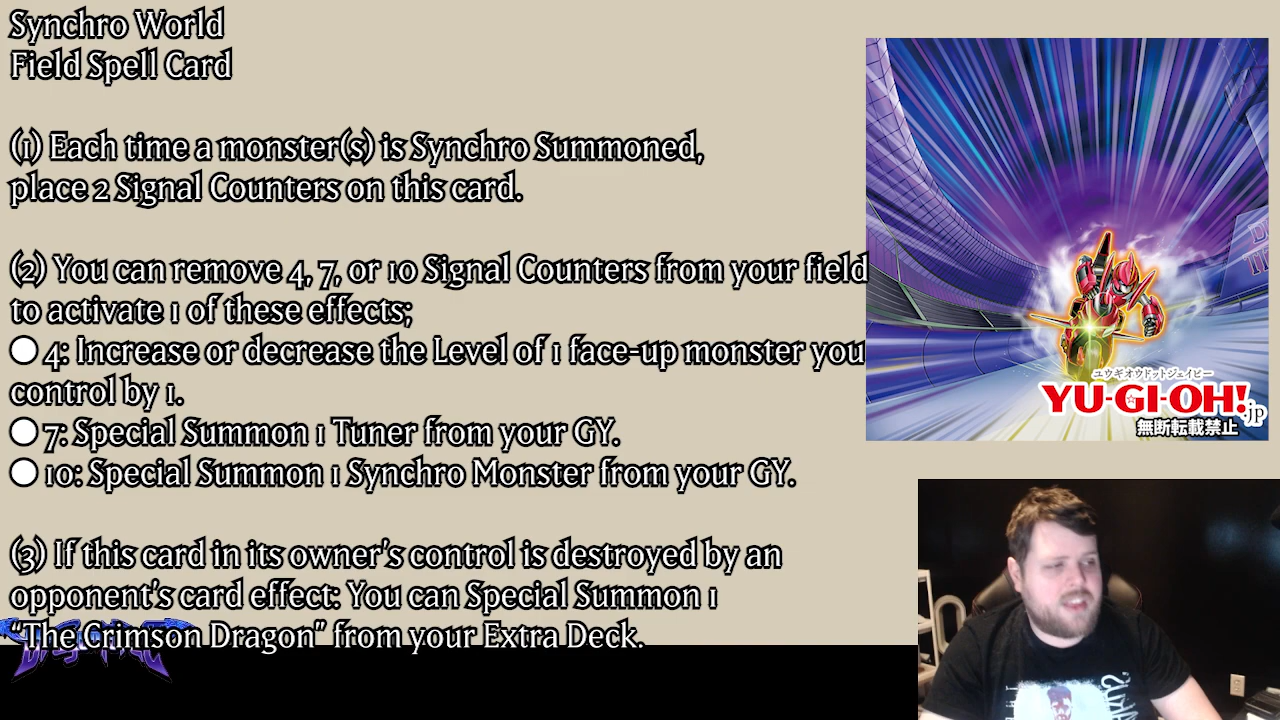 Synchro World
Field Spell Card
(1) Each time a monster(s) is Synchro Summoned,
place 2 Signal Counters on this card.
(2) You can remove 4, 7, or 10 Signal Counters from your field
to activate 1 of these effects;
●4: Increase or decrease the Level of 1 face-up monster you
control by 1.
●7: Special Summon 1 Tuner from your GY.
●10: Special Summon 1 Synchro Monster from your GY.
(3) If this card in its owner's control is destroyed by an
opponent's card effect: You can Special Summon 1
“The Crimson Dragon” from your Extra Deck.
ユウギオウドットジェイピー
YU-GI-OH!.jp
無断転載禁止